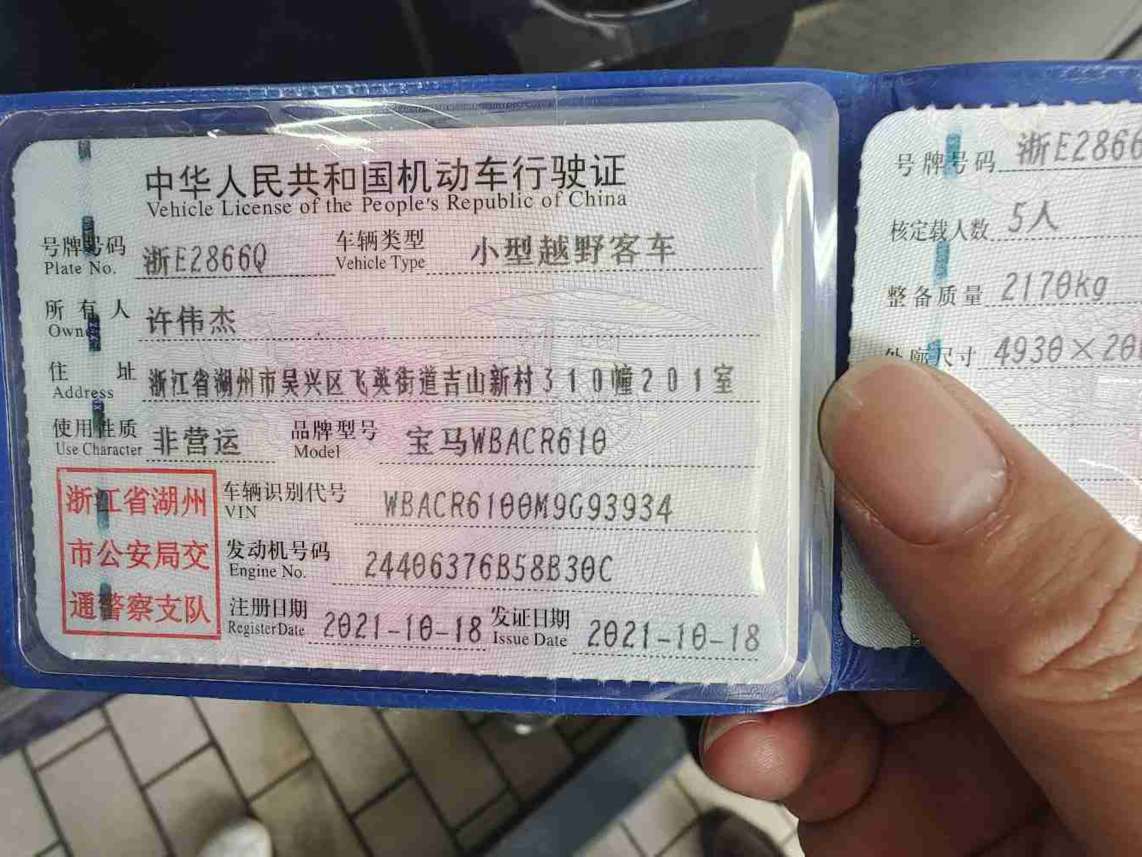 中华人民共和国机动车行驶证
Vehicle License of the People's Republic of China
号牌号码 浙E2866Q 车辆类型 小型越野客车
Plate No. Vehicle Type
所有人 许伟杰
Owner
住址 浙江省湖州市吴兴区飞英街道吉山新村310幢201室
Address
使用性质 非营运 品牌型号 宝马WBACR610
Use Character Model
浙江省湖州
市公安局交
通警察支队
车辆识别代号 WBACR6100M9G93934
VIN
发动机号码 24406376B58B30C
Engine No.
注册日期 2021-10-18 发证日期 2021-10-18
Register Date Issue Date
号牌号码 浙E2866
核定载人数 5人
整备质量 2170kg
外廓尺寸 4930×20